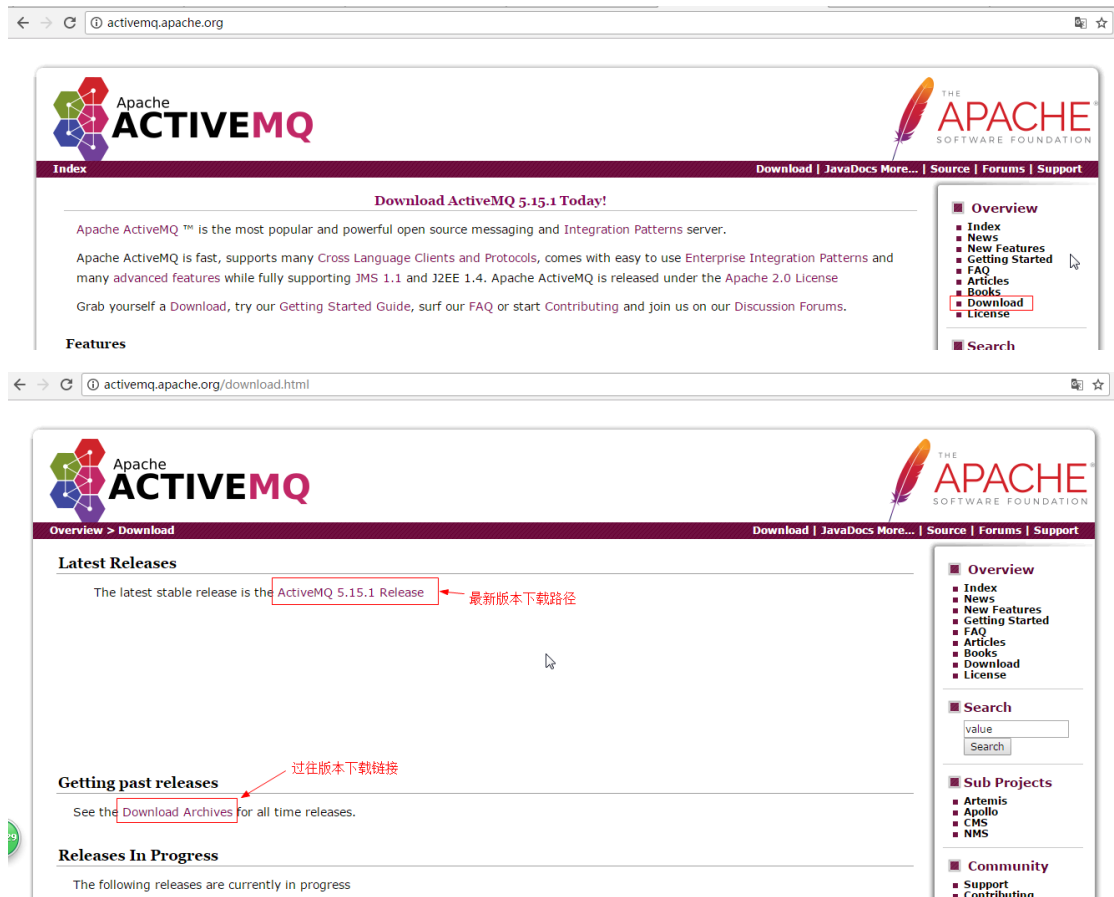 activemq.apache.org
Apache
ACTIVEMQ
THE
APACHE®
SOFTWARE FOUNDATION
Index
Download | JavaDocs More... | Source | Forums | Support
Download ActiveMQ 5.15.1 Today!
Apache ActiveMQ ™ is the most popular and powerful open source messaging and Integration Patterns server.
Apache ActiveMQ is fast, supports many Cross Language Clients and Protocols, comes with easy to use Enterprise Integration Patterns and
many advanced features while fully supporting JMS 1.1 and J2EE 1.4. Apache ActiveMQ is released under the Apache 2.0 License
Grab yourself a Download, try our Getting Started Guide, surf our FAQ or start Contributing and join us on our Discussion Forums.
Features
Overview
Index
News
New Features
Getting Started
FAQ
Articles
Books
Download
License
Search
activemq.apache.org/download.html
Apache
ACTIVEMQ
THE
APACHE®
SOFTWARE FOUNDATION
Overview > Download
Download | JavaDocs More... | Source | Forums | Support
Latest Releases
The latest stable release is the ActiveMQ 5.15.1 Release
最新版本下载路径
过往版本下载链接
Getting past releases
See the Download Archives for all time releases.
Releases In Progress
The following releases are currently in progress
Overview
Index
News
New Features
Getting Started
FAQ
Articles
Books
Download
License
Search
value
Search
Sub Projects
Artemis
Apollo
CMS
NMS
Community
Support
Contributing